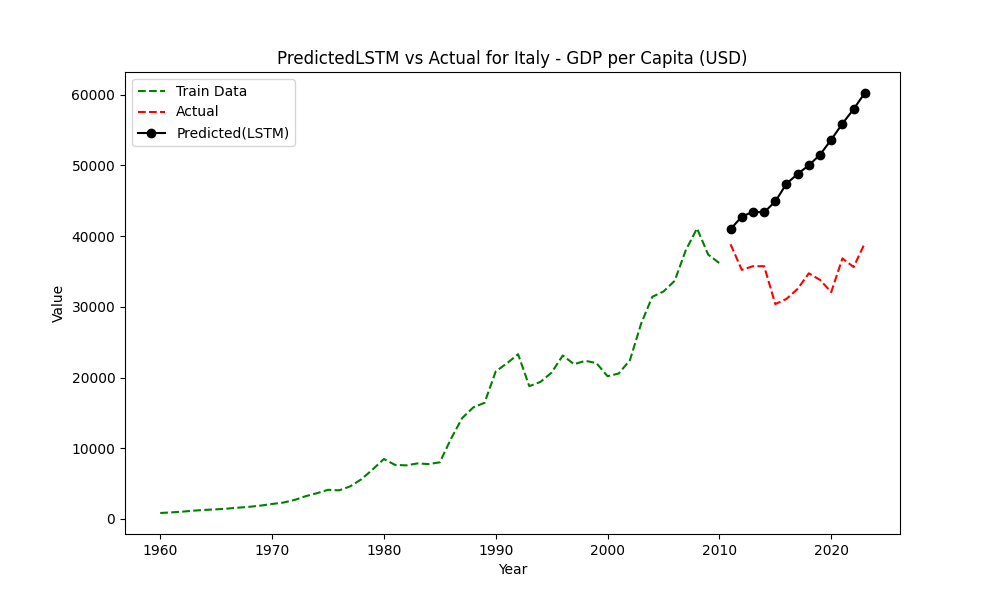 PredictedLSTM vs Actual for Italy - GDP per Capita (USD)
Train Data
Actual
Predicted(LSTM)
60000
50000
40000
30000
20000
10000
0
Value
1960 1970 1980 1990 2000 2010 2020
Year